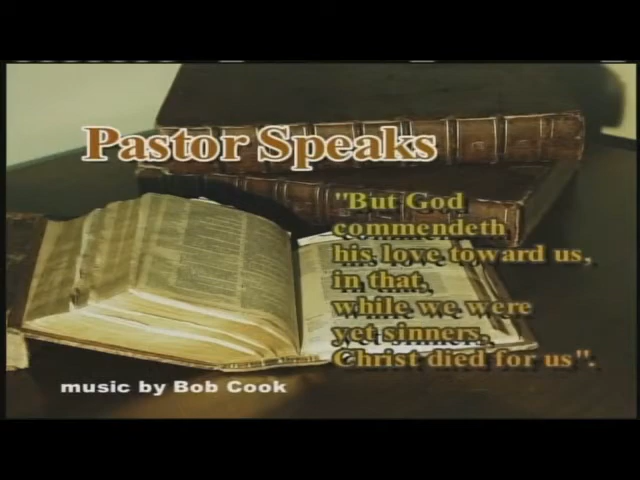 Pastor Speaks
"But God
commendeth
his love toward us,
in that,
while we were
yet sinners,
Christ died for us".
music by Bob Cook